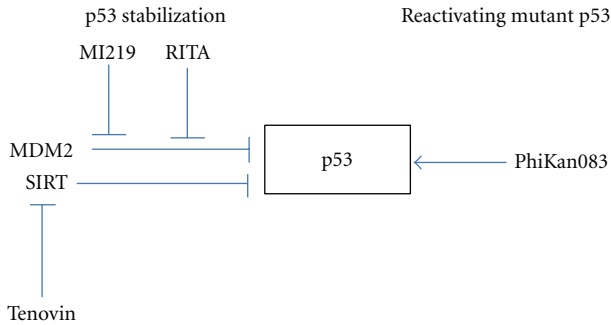 p53 stabilization
Reactivating mutant p53
MI219
RITA
MDM2
p53
PhiKan083
SIRT
Tenovin